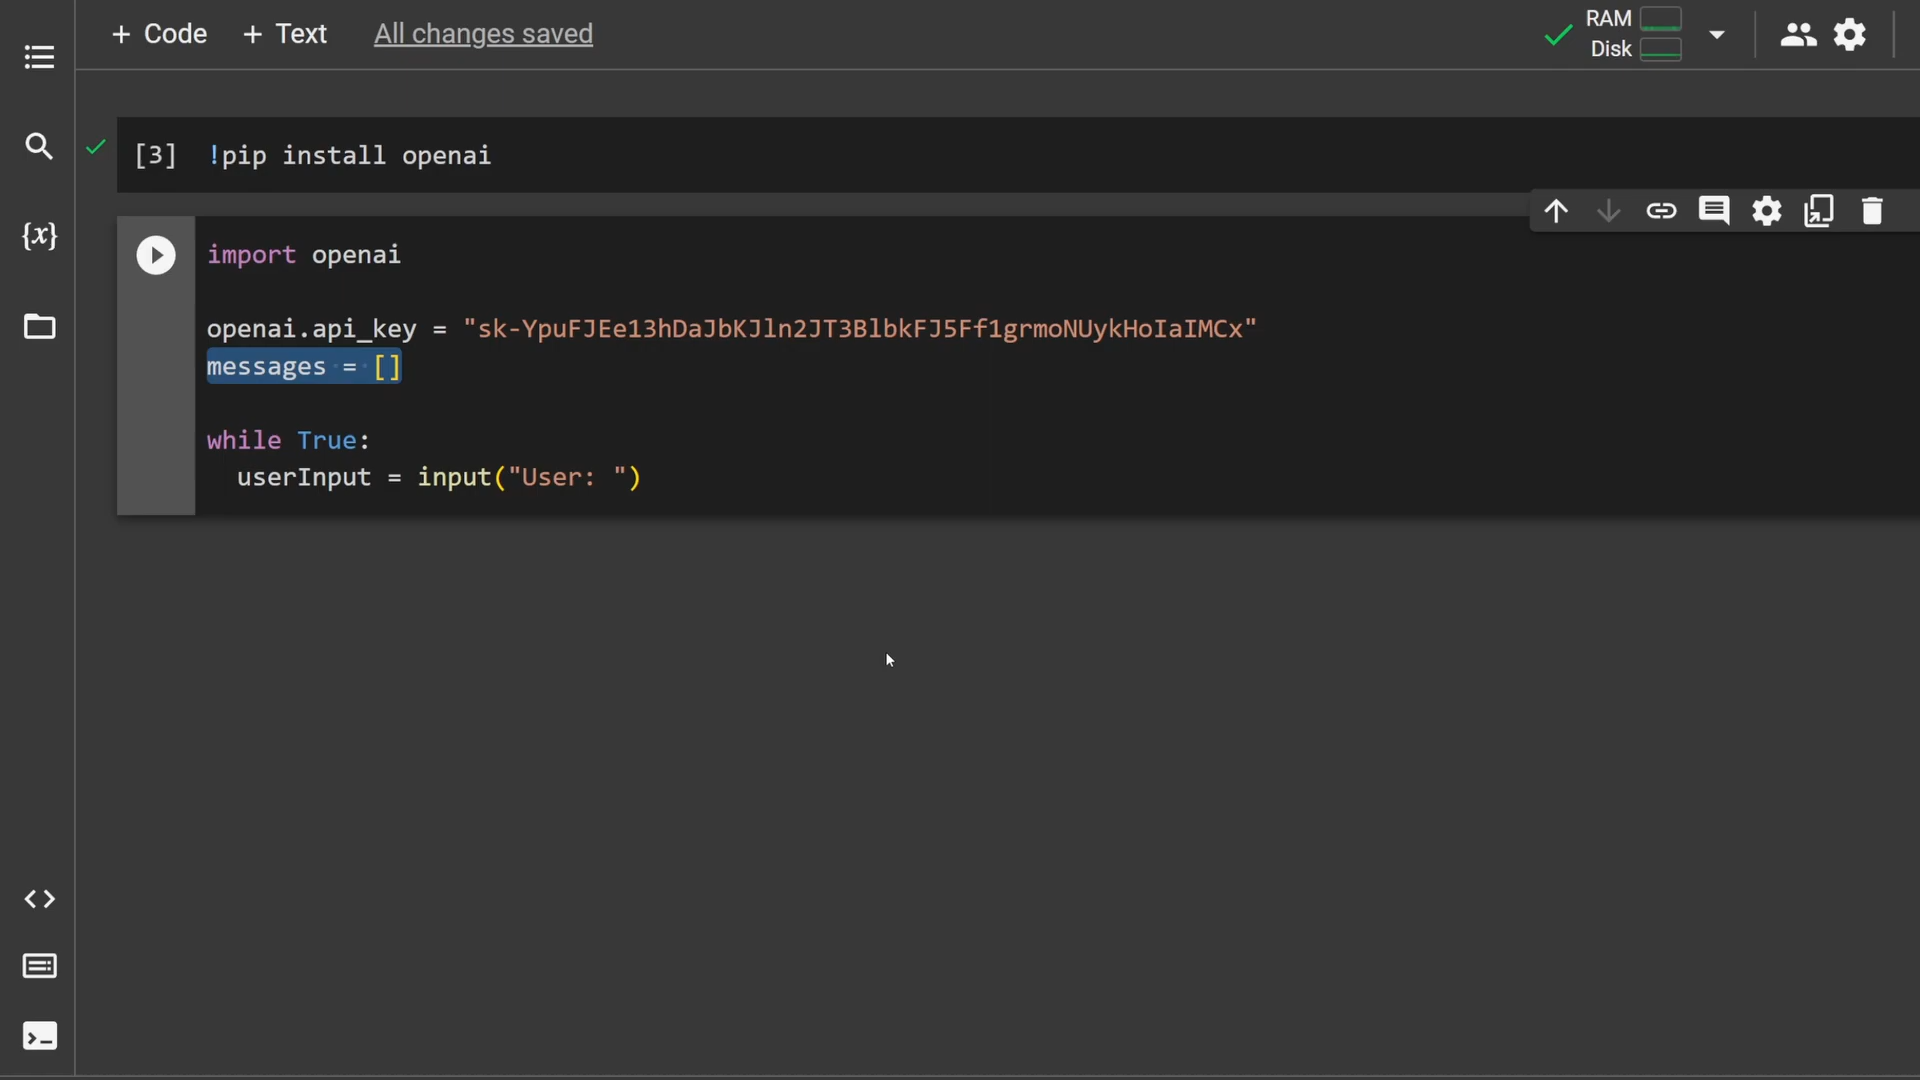 + Code + Text All changes saved
RAM
Disk
[3] !pip install openai
import openai
openai.api_key = "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"
messages = []
while True:
userInput = input("User: ")